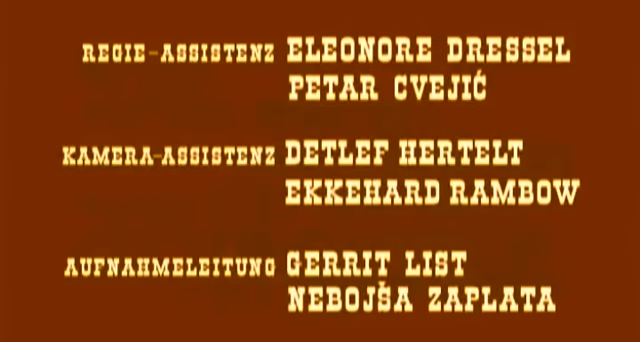 REGIE-ASSISTENZ ELEONORE DRESSEL
PETAR CVEJIĆ
KAMERA-ASSISTENZ DETLEF HERTELT
EKKEHARD RAMBOW
AUFNAHMELEITUNG GERRIT LIST
NEBOJŠA ZAPLATA